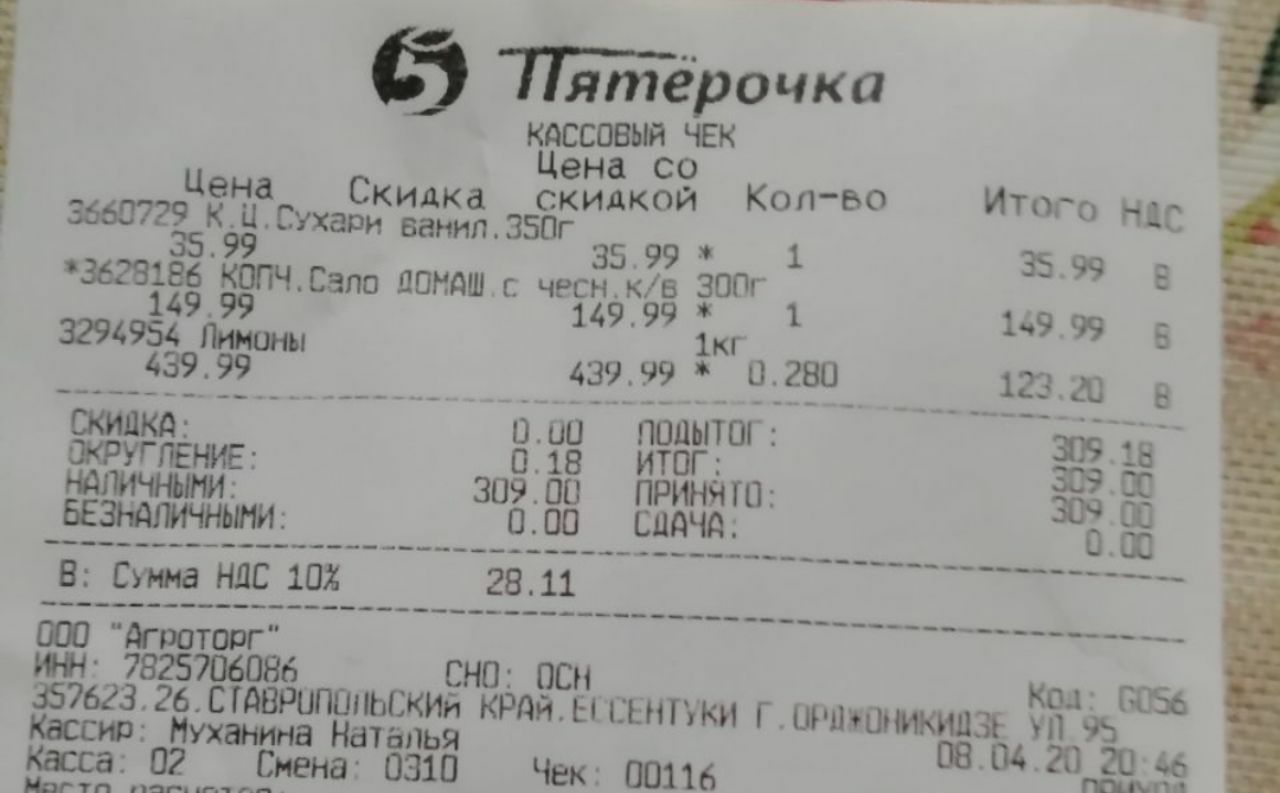 5 Пятёрочка
КАССОВЫЙ ЧЕК
Цена Скидка Цена со скидкой Кол-во Итого НДС
3660729 К.Ц.Сухари ванил.350г
35.99 35.99 * 1 35.99 В
*3628186 КОПЧ.Сало ДОМАШ.с чесн.к/в 300г
149.99 149.99 * 1 149.99 В
3294954 Лимоны 1кг
439.99 439.99 * 0.280 123.20 В
СКИДКА: 0.00 ПОДЫТОГ: 309.18
ОКРУГЛЕНИЕ: 0.18 ИТОГ: 309.00
НАЛИЧНЫМИ: 309.00 ПРИНЯТО: 309.00
БЕЗНАЛИЧНЫМИ: 0.00 СДАЧА: 0.00
В: Сумма НДС 10% 28.11
ООО "Агроторг"
ИНН: 7825706086 СНО: ОСН Код: G056
357623.26.СТАВРОПОЛЬСКИЙ КРАЙ.ЕССЕНТУКИ Г.ОРДЖОНИКИДЗЕ УЛ.95
Кассир: Муханина Наталья 08.04.20 20:46
Касса: 02 Смена: 0310 Чек: 00116